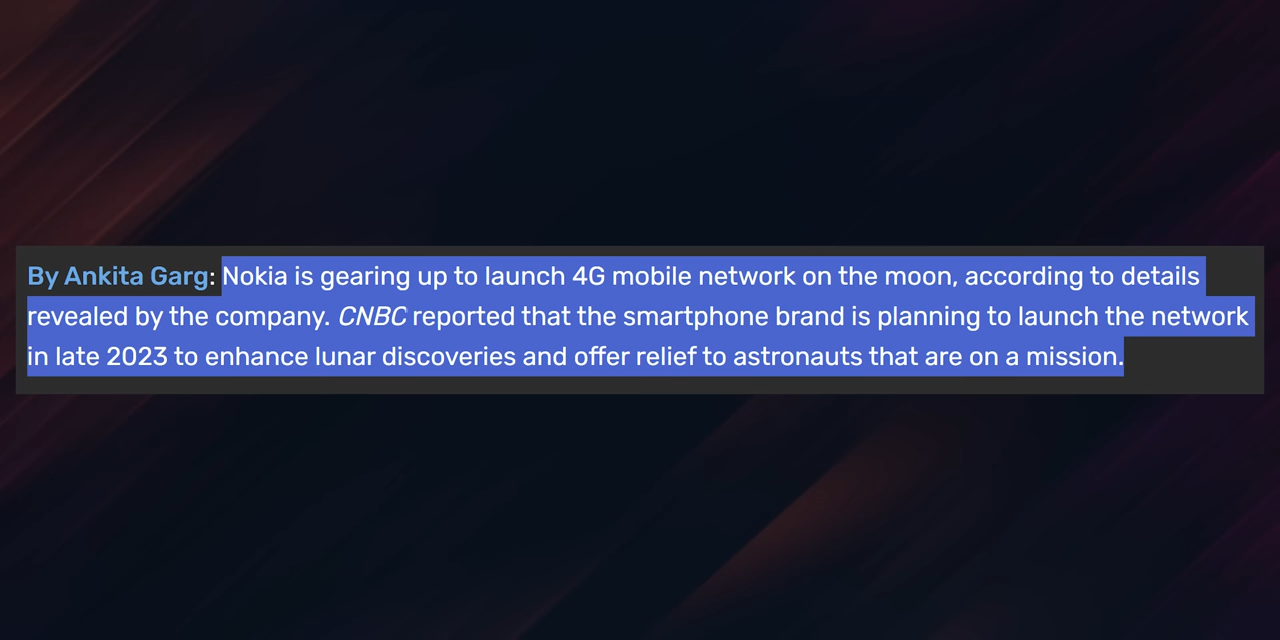 By Ankita Garg: Nokia is gearing up to launch 4G mobile network on the moon, according to details
revealed by the company. CNBC reported that the smartphone brand is planning to launch the network
in late 2023 to enhance lunar discoveries and offer relief to astronauts that are on a mission.